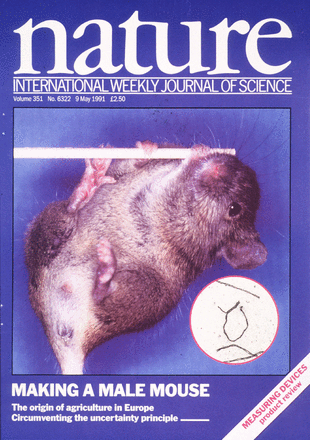 nature
INTERNATIONAL WEEKLY JOURNAL OF SCIENCE
Volume 351 No. 6322 9 May 1991 £2.50
MAKING A MALE MOUSE
The origin of agriculture in Europe
Circumventing the uncertainty principle
MEASURING DEVICES
product review